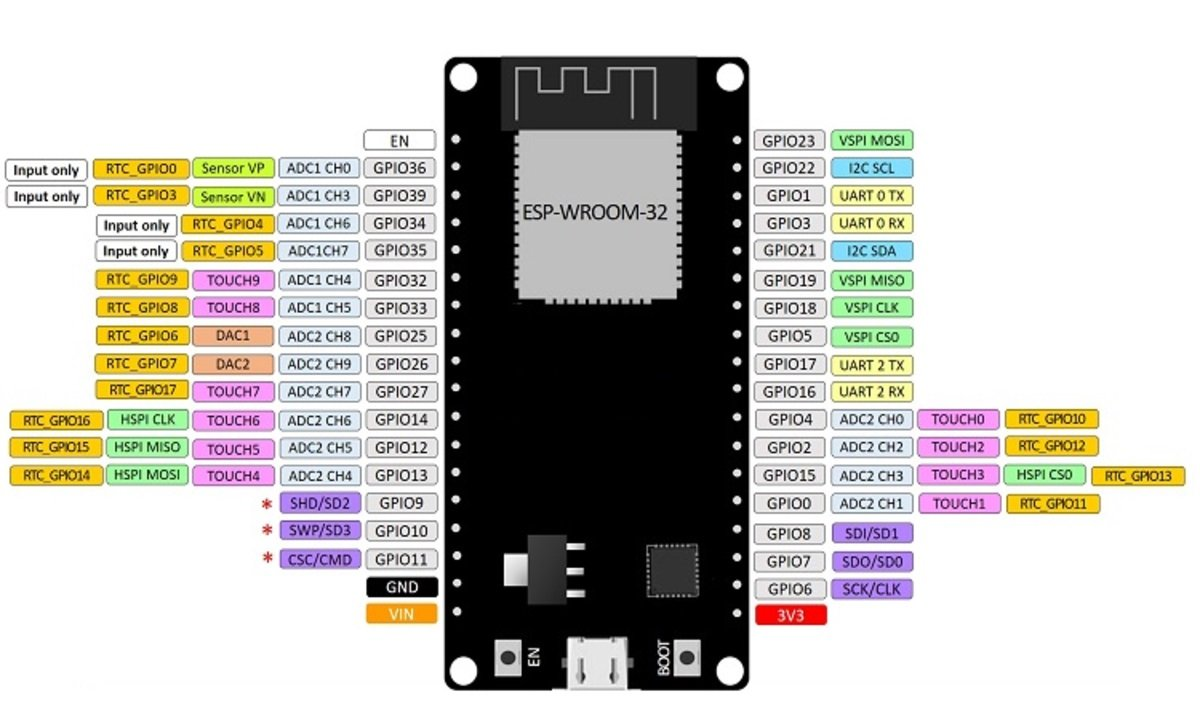 EN
Input only RTC_GPIO0 Sensor VP ADC1 CH0 GPIO36
Input only RTC_GPIO3 Sensor VN ADC1 CH3 GPIO39
Input only RTC_GPIO4 ADC1 CH6 GPIO34
Input only RTC_GPIO5 ADC1CH7 GPIO35
RTC_GPIO9 TOUCH9 ADC1 CH4 GPIO32
RTC_GPIO8 TOUCH8 ADC1 CH5 GPIO33
RTC_GPIO6 DAC1 ADC2 CH8 GPIO25
RTC_GPIO7 DAC2 ADC2 CH9 GPIO26
RTC_GPIO17 TOUCH7 ADC2 CH7 GPIO27
RTC_GPIO16 HSPI CLK TOUCH6 ADC2 CH6 GPIO14
RTC_GPIO15 HSPI MISO TOUCH5 ADC2 CH5 GPIO12
RTC_GPIO14 HSPI MOSI TOUCH4 ADC2 CH4 GPIO13
* SHD/SD2 GPIO9
* SWP/SD3 GPIO10
* CSC/CMD GPIO11
GND
VIN
ESP-WROOM-32
EN
BOOT
GPIO23 VSPI MOSI
GPIO22 I2C SCL
GPIO1 UART 0 TX
GPIO3 UART 0 RX
GPIO21 I2C SDA
GPIO19 VSPI MISO
GPIO18 VSPI CLK
GPIO5 VSPI CS0
GPIO17 UART 2 TX
GPIO16 UART 2 RX
GPIO4 ADC2 CH0 TOUCH0 RTC_GPIO10
GPIO2 ADC2 CH2 TOUCH2 RTC_GPIO12
GPIO15 ADC2 CH3 TOUCH3 HSPI CS0 RTC_GPIO13
GPIO0 ADC2 CH1 TOUCH1 RTC_GPIO11
GPIO8 SDI/SD1
GPIO7 SDO/SD0
GPIO6 SCK/CLK
3V3